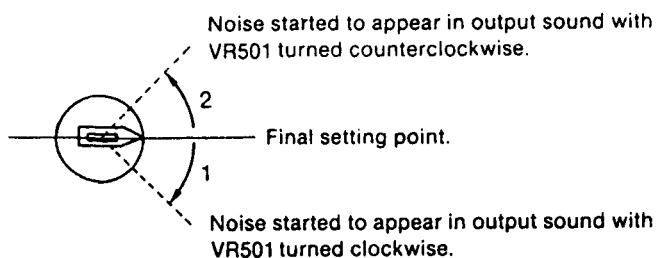 Noise started to appear in output sound with
VR501 turned counterclockwise.
2
Final setting point.
1
Noise started to appear in output sound with
VR501 turned clockwise.